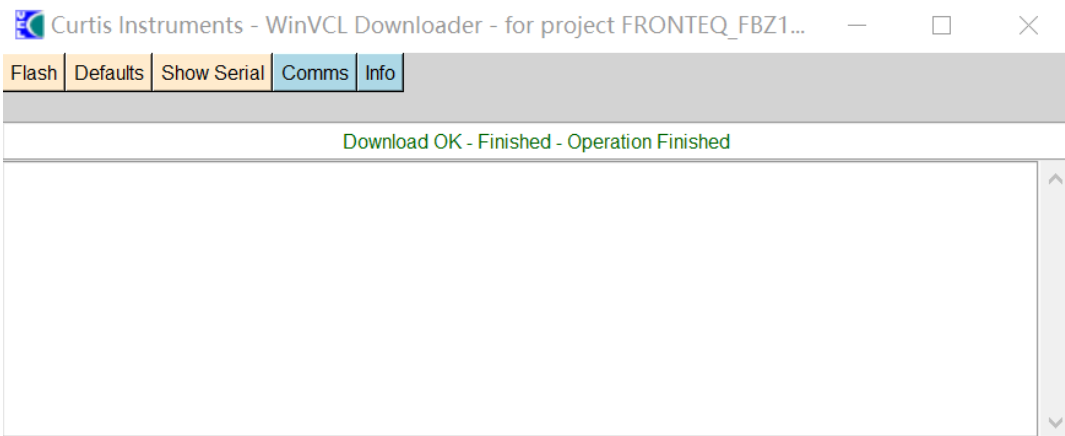 Curtis Instruments - WinVCL Downloader - for project FRONTEQ_FBZ1...
Flash Defaults Show Serial Comms Info
Download OK - Finished - Operation Finished